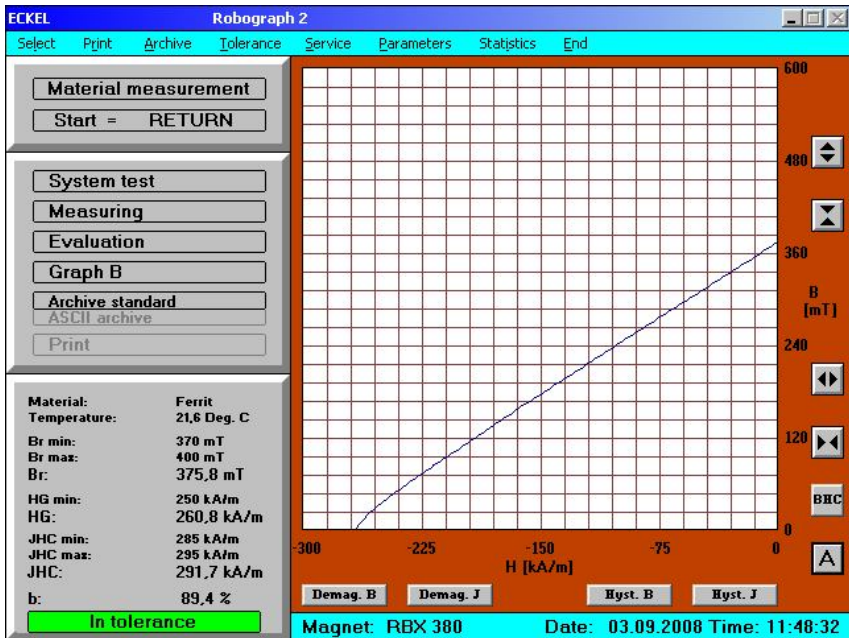 ECKEL Robograph 2
Select Print Archive Tolerance Service Parameters Statistics End
Material measurement
Start = RETURN
System test
Measuring
Evaluation
Graph B
Archive standard
ASCII archive
Print
Material: Ferrit
Temperature: 21,6 Deg. C
Br min: 370 mT
Br max: 400 mT
Br: 375,8 mT
HG min: 250 kA/m
HG: 260,8 kA/m
JHC min: 285 kA/m
JHC max: 295 kA/m
JHC: 291,7 kA/m
b: 89,4 %
In tolerance
600
480
360
B
[mT]
240
120
0
BHC
A
-300 -225 -150 -75 0
H [kA/m]
Demag. B Demag. J Hyst. B Hyst. J
Magnet: RBX 380 Date: 03.09.2008 Time: 11:48:32